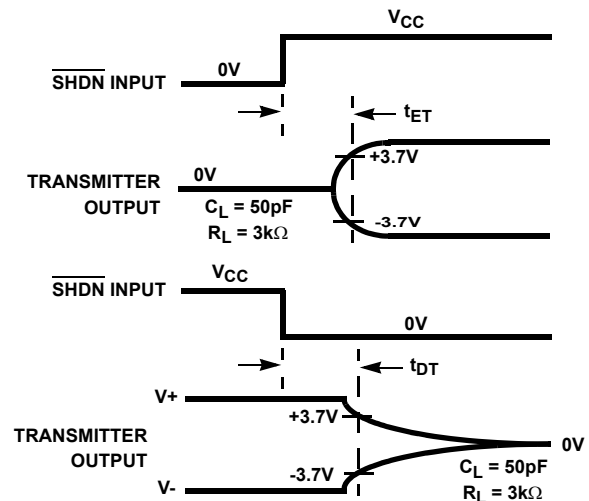 VCC
0V
SHDN INPUT
tET
+3.7V
TRANSMITTER
OUTPUT
0V
CL = 50pF
RL = 3kΩ
-3.7V
VCC
SHDN INPUT
0V
tDT
V+
+3.7V
TRANSMITTER
OUTPUT
0V
-3.7V
CL = 50pF
RL = 3kΩ
V-